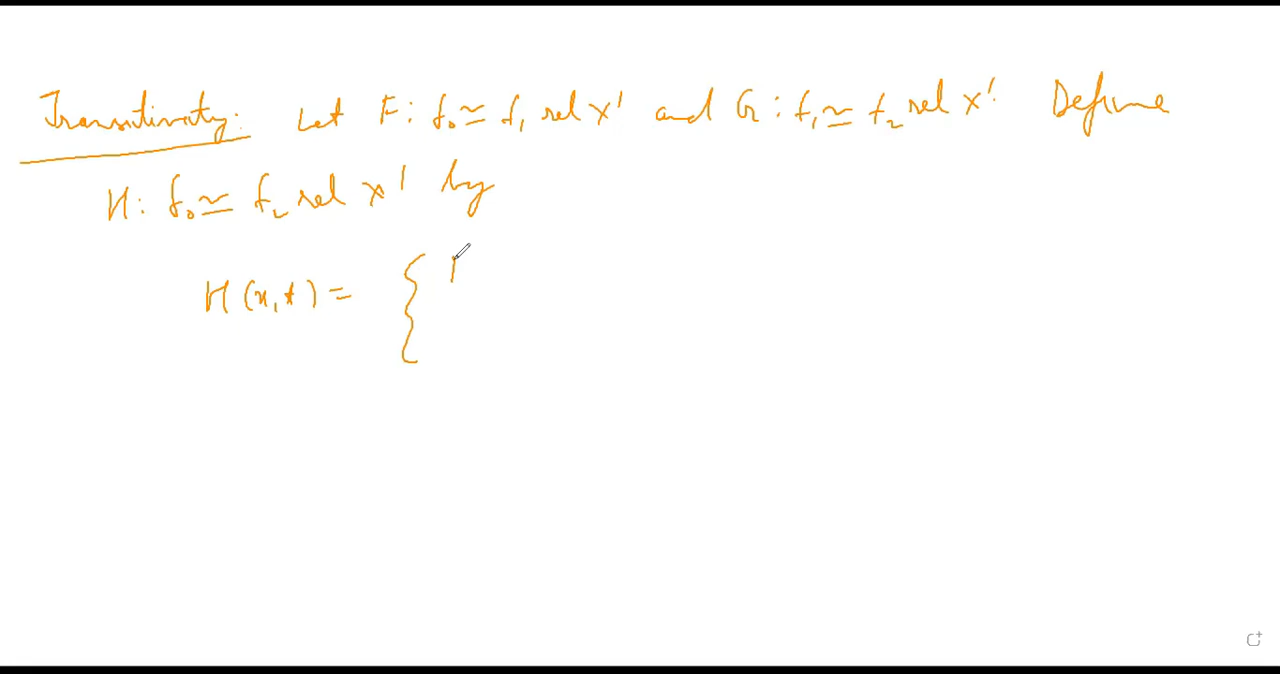 Transitivity: Let F: f₀ ≃ f₁ rel X' and G: f₁ ≃ f₂ rel X'. Define
H: f₀ ≃ f₂ rel X' by
H(x,t) = {